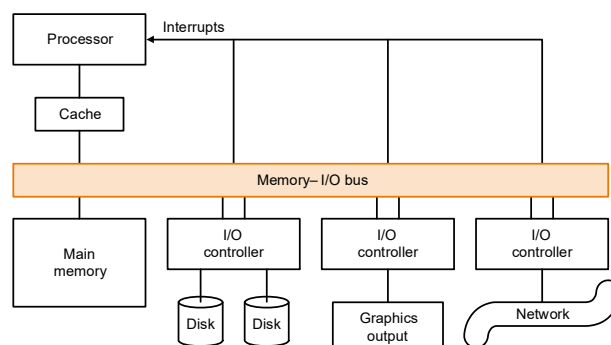 Processor
Interrupts
Cache
Memory– I/O bus
Main
memory
I/O
controller
I/O
controller
I/O
controller
Disk
Disk
Graphics
output
Network